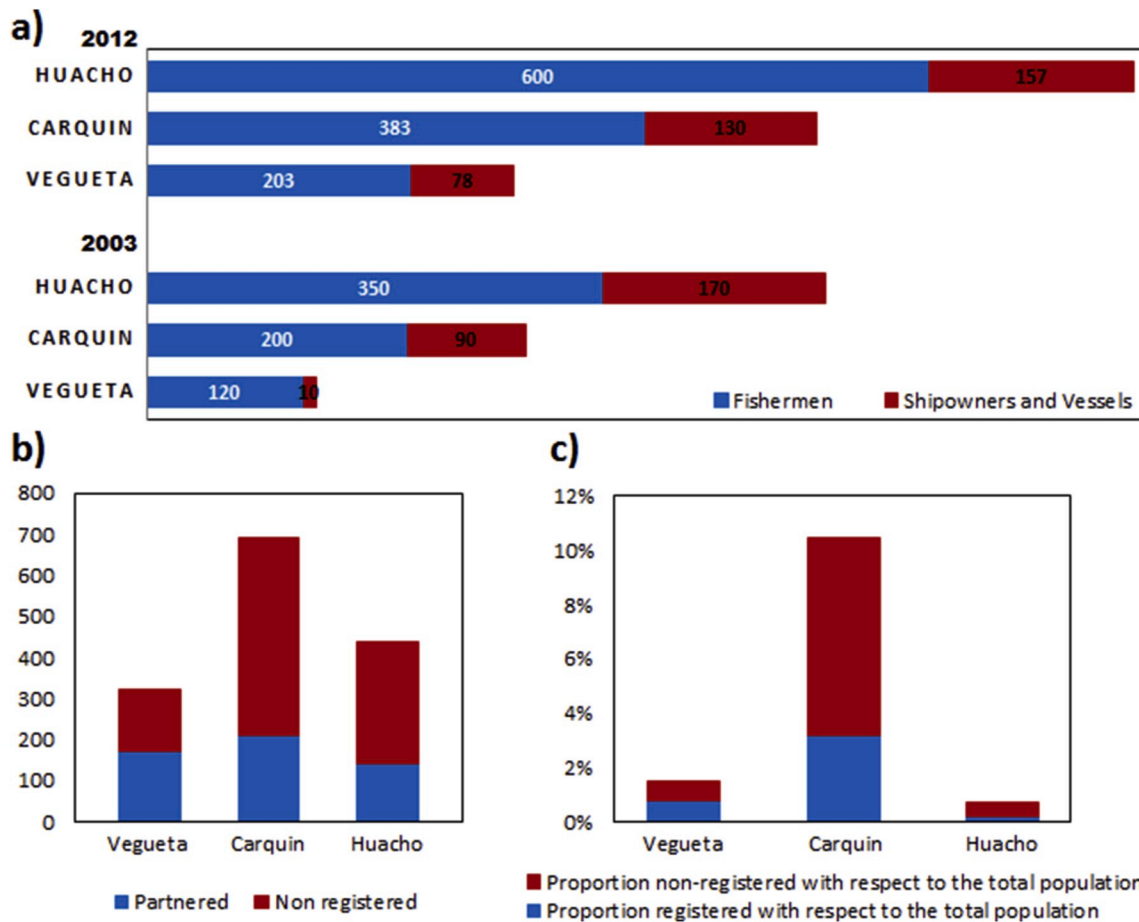 a)
2012
HUACHO 600 157
CARQUIN 383 130
VEGUETA 203 78
2003
HUACHO 350 170
CARQUIN 200 90
VEGUETA 120 10
Fishermen Shipowners and Vessels
b)
800
700
600
500
400
300
200
100
0
Vegueta Carquin Huacho
Partnered Non registered
c)
12%
10%
8%
6%
4%
2%
0%
Vegueta Carquin Huacho
Proportion non-registered with respect to the total population
Proportion registered with respect to the total population